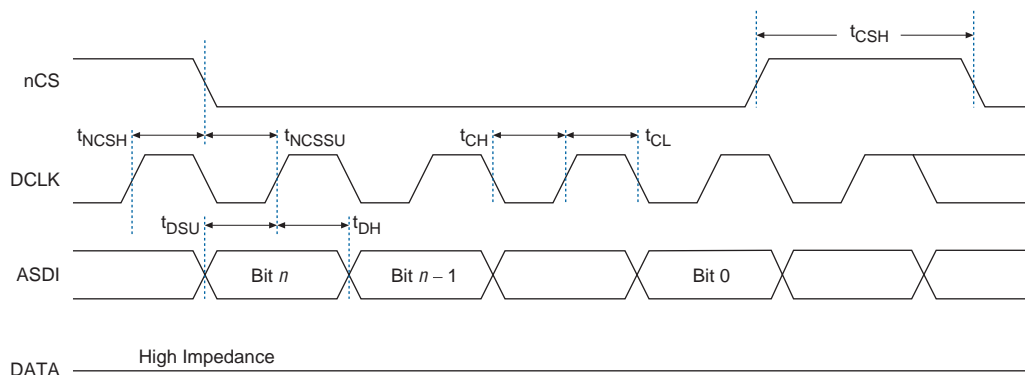 tCSH
nCS
tNCSH
tNCSSU
tCH
tCL
DCLK
tDSU
tDH
ASDI
Bit n
Bit n – 1
Bit 0
High Impedance
DATA